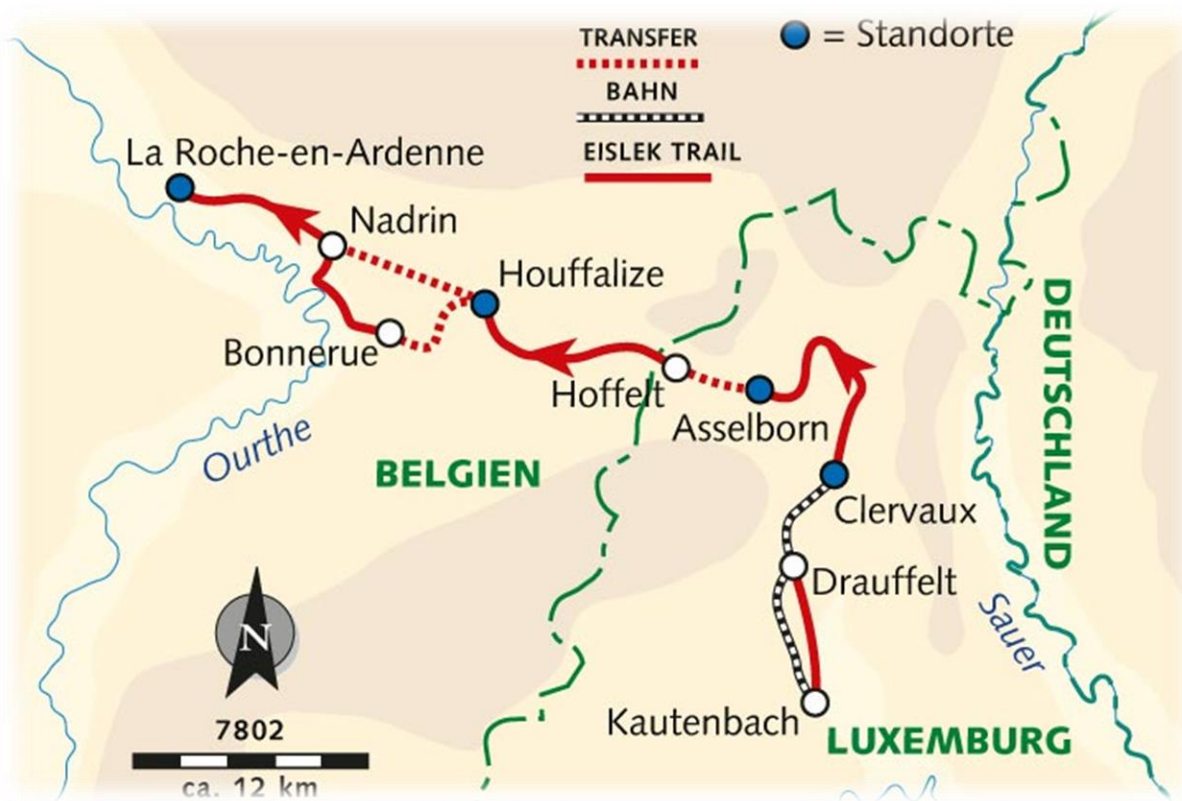 TRANSFER
= Standorte
BAHN
EISLEK TRAIL
La Roche-en-Ardenne
Nadrin
Houffalize
Bonnerue
Hoffelt
Asselborn
Ourthe
BELGIEN
DEUTSCHLAND
Clervaux
Drauffelt
Sauer
N
Kautenbach
LUXEMBURG
7802
ca. 12 km